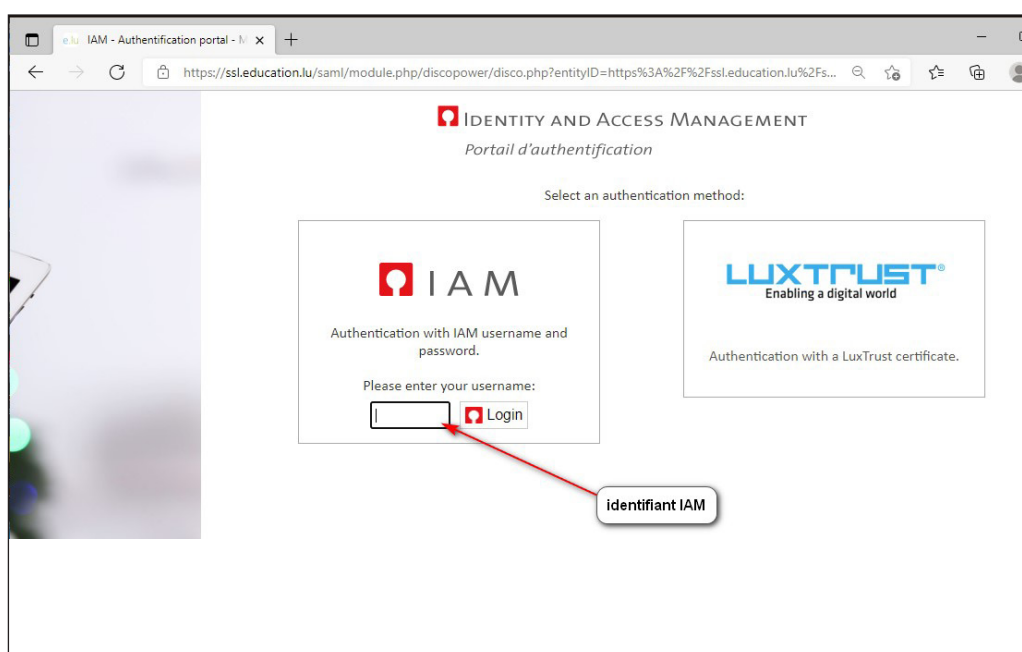 e.lu IAM - Authentification portal - M
https://ssl.education.lu/saml/module.php/discopower/disco.php?entityID=https%3A%2F%2Fssl.education.lu%2Fs...
IDENTITY AND ACCESS MANAGEMENT
Portail d'authentification
Select an authentication method:
IAM
Authentication with IAM username and
password.
Please enter your username:
Login
LUXTRUST®
Enabling a digital world
Authentication with a LuxTrust certificate.
identifiant IAM